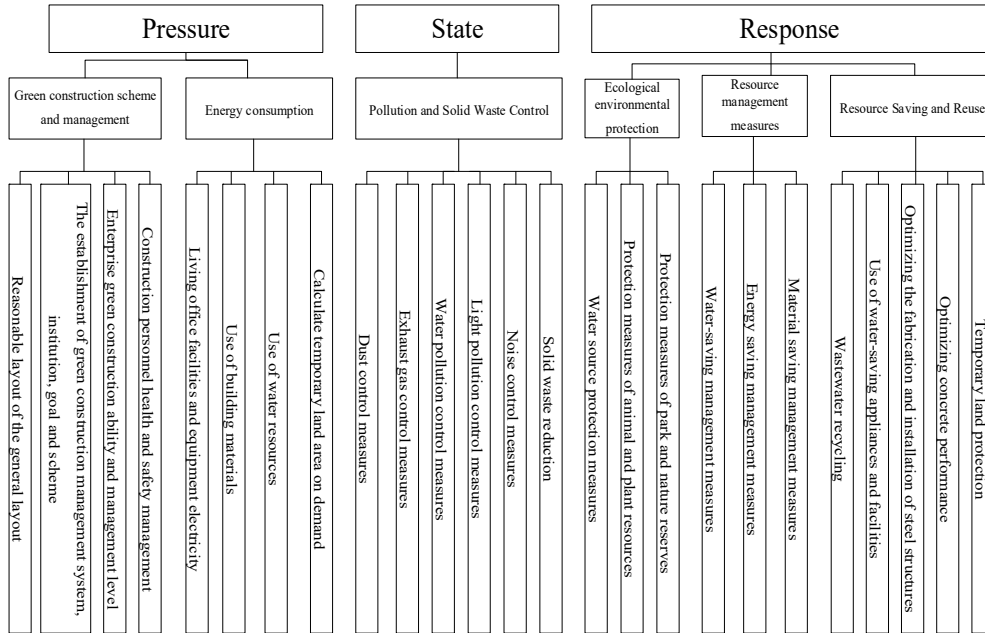 Pressure
State
Response
Green construction scheme
and management
Energy consumption
Pollution and Solid Waste Control
Ecological
environmental
protection
Resource
management
measures
Resource Saving and Reuse
Reasonable layout of the general layout
The establishment of green construction management system,
institution, goal and scheme
Enterprise green construction ability and management level
Construction personnel health and safety management
Living office facilities and equipment electricity
Use of building materials
Use of water resources
Calculate temporary land area on demand
Dust control measures
Exhaust gas control measures
Water pollution control measures
Light pollution control measures
Noise control measures
Solid waste reduction
Water source protection measures
Protection measures of animal and plant resources
Protection measures of park and nature reserves
Water-saving management measures
Energy saving management measures
Material saving management measures
Wastewater recycling
Use of water-saving appliances and facilities
Optimizing the fabrication and installation of steel structures
Optimizing concrete performance
Temporary land protection